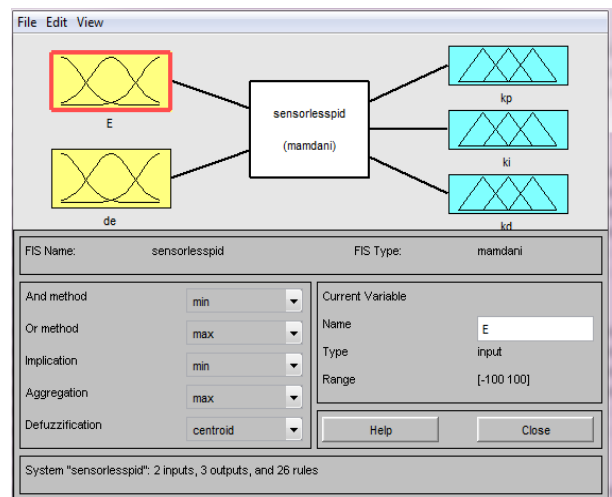 File Edit View
E
de
sensorlesspid
(mamdani)
kp
ki
kd
FIS Name: sensorlesspid FIS Type: mamdani
And method min
Or method max
Implication min
Aggregation max
Defuzzification centroid
Current Variable
Name E
Type input
Range [-100 100]
Help Close
System "sensorlesspid": 2 inputs, 3 outputs, and 26 rules